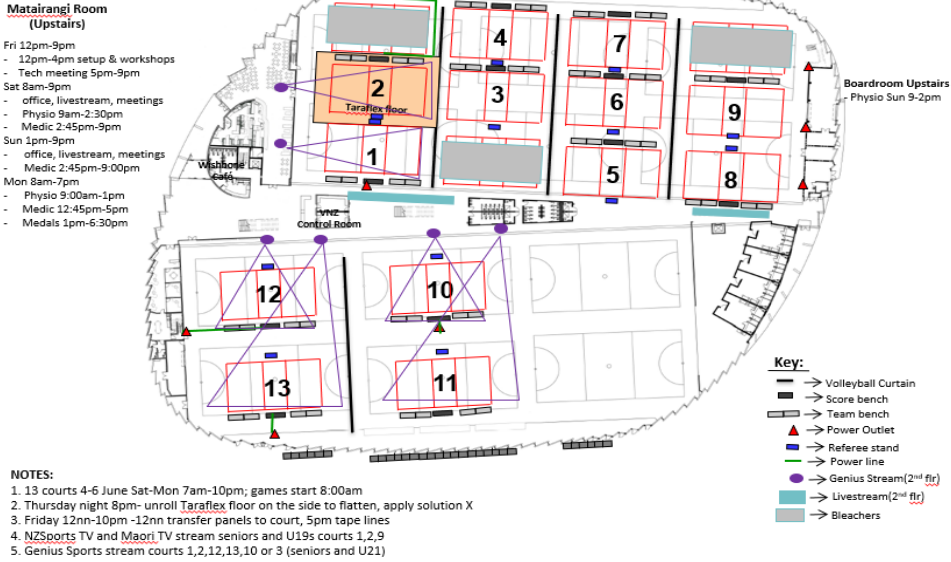 Matairangi Room
(Upstairs)
Fri 12pm-9pm
- 12pm-4pm setup & workshops
- Tech meeting 5pm-9pm
Sat 8am-9pm
- office, livestream, meetings
- Physio 9am-2:30pm
- Medic 2:45pm-9pm
Sun 1pm-9pm
- office, livestream, meetings
- Medic 2:45pm-9:00pm
Mon 8am-7pm
- Physio 9:00am-1pm
- Medic 12:45pm-5pm
- Medals 1pm-6:30pm
4
7
2
Taraflex floor
3
6
9
1
5
8
Wishbone
Café
VNZ
Control Room
Boardroom Upstairs
- Physio Sun 9-2pm
12
10
13
11
Key:
Volleyball Curtain
Score bench
Team bench
Power Outlet
Referee stand
Power line
Genius Stream(2nd flr)
Livestream(2nd flr)
Bleachers
NOTES:
1. 13 courts 4-6 June Sat-Mon 7am-10pm; games start 8:00am
2. Thursday night 8pm- unroll Taraflex floor on the side to flatten, apply solution X
3. Friday 12nn-10pm -12nn transfer panels to court, 5pm tape lines
4. NZSports TV and Maori TV stream seniors and U19s courts 1,2,9
5. Genius Sports stream courts 1,2,12,13,10 or 3 (seniors and U21)